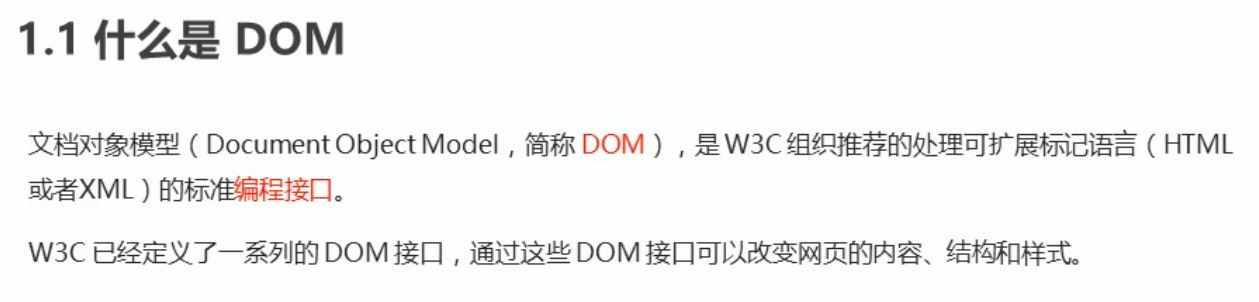 1.1 什么是 DOM
文档对象模型（Document Object Model，简称 DOM），是 W3C 组织推荐的处理可扩展标记语言（HTML
或者XML）的标准编程接口。
W3C 已经定义了一系列的 DOM 接口，通过这些 DOM 接口可以改变网页的内容、结构和样式。